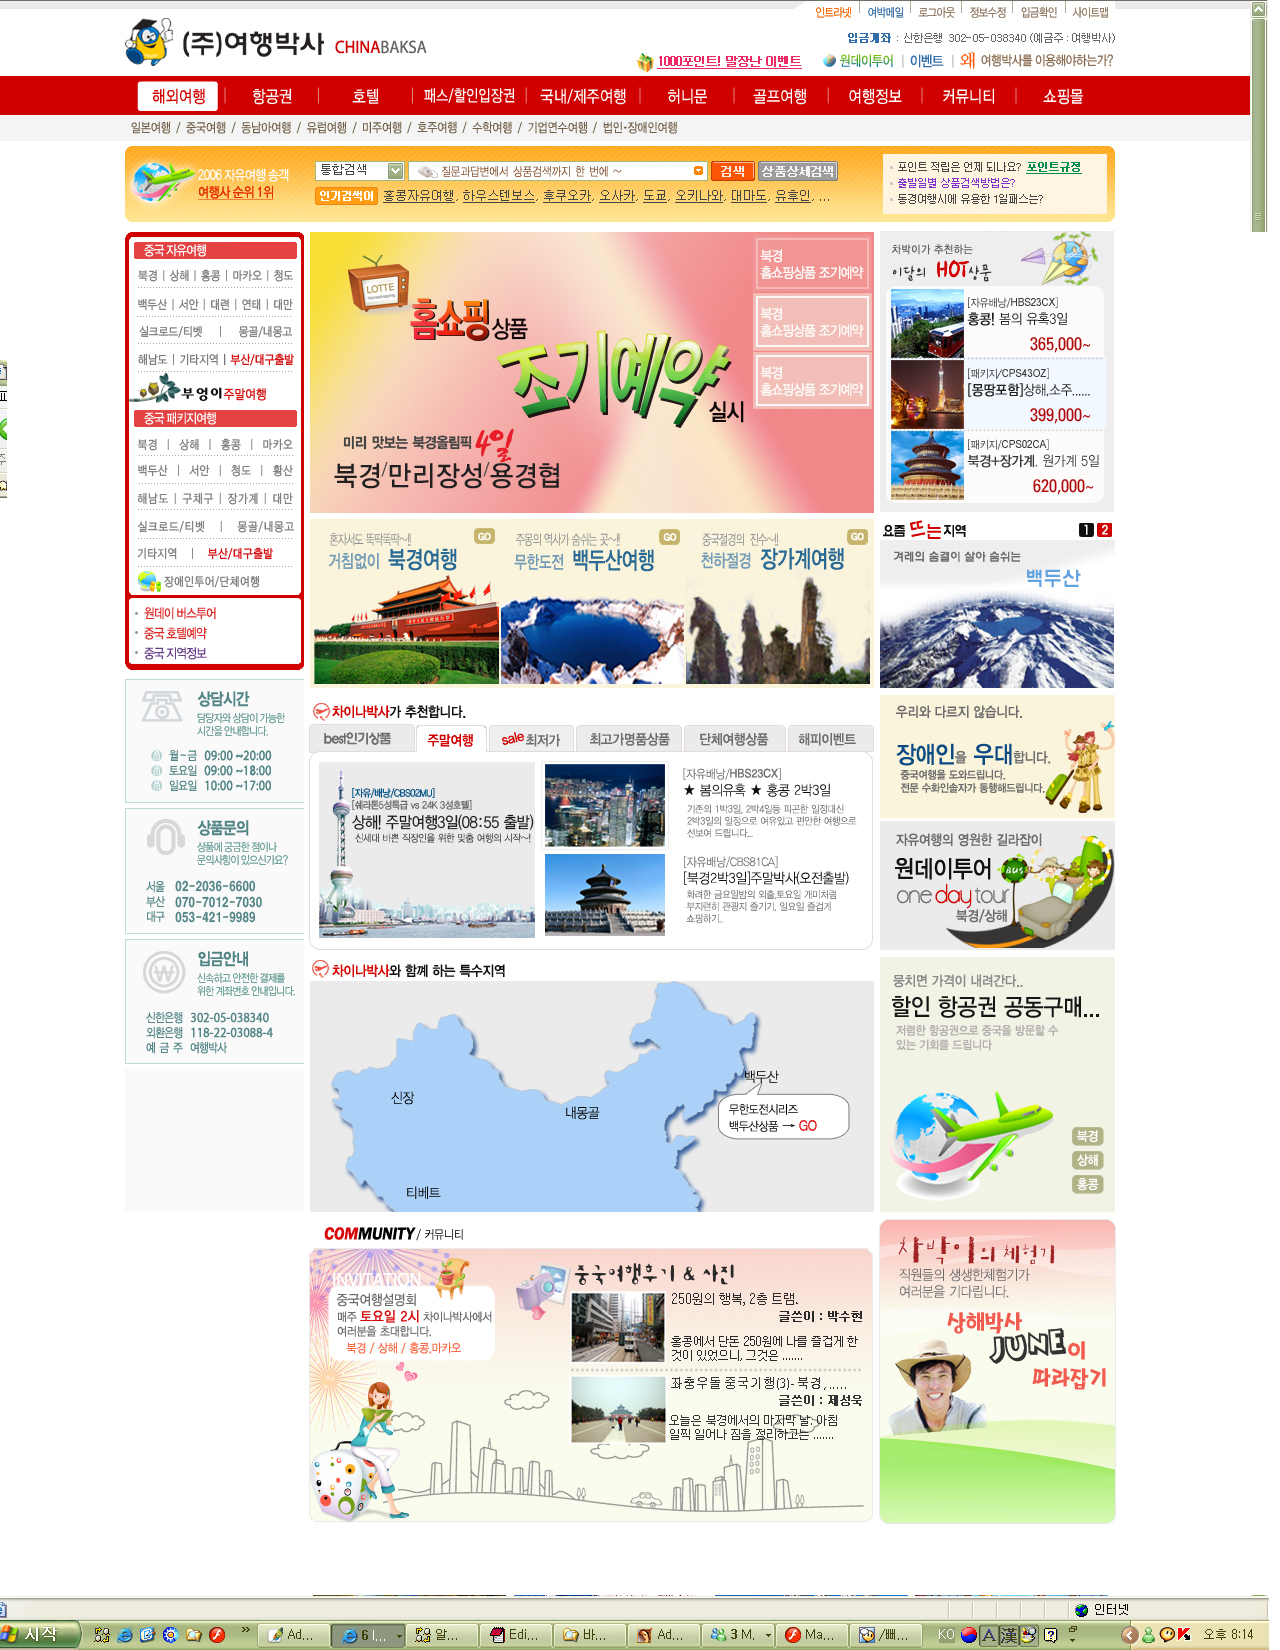 인트라넷 여박메일 로그아웃 정보수정 입금확인 사이트맵
(주)여행박사 CHINABAKSA
입금계좌 : 신한은행 302-05-038340 (예금주 : 여행박사)
1000포인트! 말장난 이벤트 원데이투어 이벤트 왜 여행박사를 이용해야하는가?
해외여행 항공권 호텔 패스/할인입장권 국내/제주여행 허니문 골프여행 여행정보 커뮤니티 쇼핑몰
일본여행 / 중국여행 / 동남아여행 / 유럽여행 / 미주여행 / 호주여행 / 수학여행 / 기업연수여행 / 법인·장애인여행
2006 자유여행 송객
여행사 순위 1위
통합검색 질문과답변에서 상품검색까지 한 번에 ~ 검색 상품상세검색
인기검색어 홍콩자유여행, 하우스텐보스, 후쿠오카, 오사카, 도쿄, 오키나와, 대마도, 유후인, ...
포인트 적립은 언제 되나요? 포인트규정
출발일별 상품검색방법은?
동경여행시에 유용한 1일패스는?
중국 자유여행
북경 | 상해 | 홍콩 | 마카오 | 청도
백두산 | 서안 | 대련 | 연태 | 대만
실크로드/티벳 | 몽골/내몽고
해남도 | 기타지역 | 부산/대구출발
부엉이주말여행
중국 패키지여행
북경 | 상해 | 홍콩 | 마카오
백두산 | 서안 | 청도 | 황산
해남도 | 구채구 | 장가계 | 대만
실크로드/티벳 | 몽골/내몽고
기타지역 | 부산/대구출발
장애인투어/단체여행
원데이 버스투어
중국 호텔예약
중국 지역정보
상담시간
담당자와 상담이 가능한
시간을 안내합니다.
월~금 09:00 ~20:00
토요일 09:00 ~18:00
일요일 10:00 ~17:00
상품문의
상품에 궁금한 점이나
문의사항이 있으신가요?
서울 02-2036-6600
부산 070-7012-7030
대구 053-421-9989
입금안내
신속하고 안전한 결제를
위한 계좌번호 안내입니다.
신한은행 302-05-038340
외환은행 118-22-03088-4
예 금 주 여행박사
LOTTE
홈쇼핑상품
조기예약 실시
미리 맛보는 북경올림픽 4일
북경/만리장성/용경협
북경
홈쇼핑상품 조기예약
북경
홈쇼핑상품 조기예약
북경
홈쇼핑상품 조기예약
혼자서도 뚝딱뚝딱~!! GO
거침없이 북경여행
주몽의 역사가 숨쉬는 곳~!! GO
무한도전 백두산여행
중국절경의 진수~!! GO
천하절경 장가계여행
차이나박사가 추천합니다.
best인기상품 주말여행 sale최저가 최고가명품상품 단체여행상품 해피이벤트
[자유/배낭/CBS02MU]
[쉐라톤5성특급 vs 24K 3성호텔]
상해! 주말여행3일(08:55 출발)
신세대 바쁜 직장인을 위한 맞춤 여행의 시작~!
[자유배낭/HBS23CX]
★ 봄의유혹 ★ 홍콩 2박3일
기존의 1박3일, 2박4일등 피곤한 일정대신
2박3일의 일정으로 여유있고 편안한 여행으로
선보여 드립니다...
[자유배낭/CBS81CA]
[북경2박3일]주말박사(오전출발)
화려한 금요일밤의 외출,토요일 개미처럼
부지런히 관광지 즐기기, 일요일 즐겁게
쇼핑하기..
차이나박사와 함께 하는 특수지역
신장
내몽골
티베트
백두산
무한도전시리즈
백두산상품 → GO
COMMUNITY / 커뮤니티
INVITATION
중국여행설명회
매주 토요일 2시 차이나박사에서
여러분을 초대합니다.
북경 / 상해 / 홍콩,마카오
중국여행후기 & 사진
250원의 행복, 2층 트램.
글쓴이 : 박수현
홍콩에서 단돈 250원에 나를 즐겁게 한
것이 있었으니, 그것은 .......
좌충우돌 중국기행(3)- 북경, .....
글쓴이 : 제성욱
오늘은 북경에서의 마지막 날. 아침
일찍 일어나 짐을 정리하고는 .......
차박이가 추천하는
이달의 HOT상품
[자유배낭/HBS23CX]
홍콩! 봄의 유혹3일
365,000~
[패키지/CPS43OZ]
[몽땅포함]상해,소주......
399,000~
[패키지/CPS02CA]
북경+장가계. 원가계 5일
620,000~
요즘 뜨는지역 1 2
겨레의 숨결이 살아 숨쉬는
백두산
우리와 다르지 않습니다.
장애인을 우대합니다.
중국여행을 도와드립니다.
전문 수화인솔자가 동행해드립니다.
자유여행의 영원한 길라잡이
원데이투어 BUS
one day tour
북경/상해
뭉치면 가격이 내려간다..
할인 항공권 공동구매...
저렴한 항공권으로 중국을 방문할 수
있는 기회를 드립니다
북경
상해
홍콩
차박이의 체험기
직원들의 생생한체험기가
여러분을 기다립니다.
상해박사
JUNE이
따라잡기
인터넷
시작 Ad... 6 I... 알... Edi... 바... Ad... 3 M. Ma... /빠... KO A 漢 오후 8:14